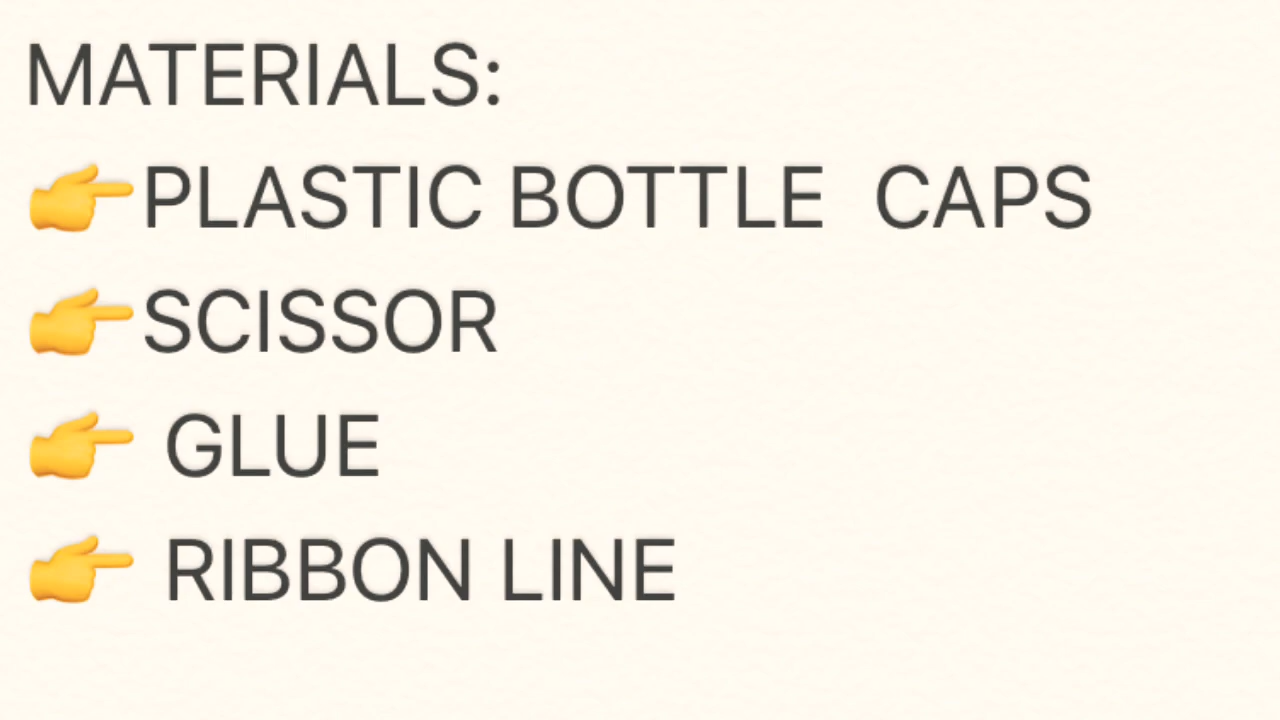 MATERIALS:
👉PLASTIC BOTTLE  CAPS
👉SCISSOR
👉 GLUE
👉 RIBBON LINE